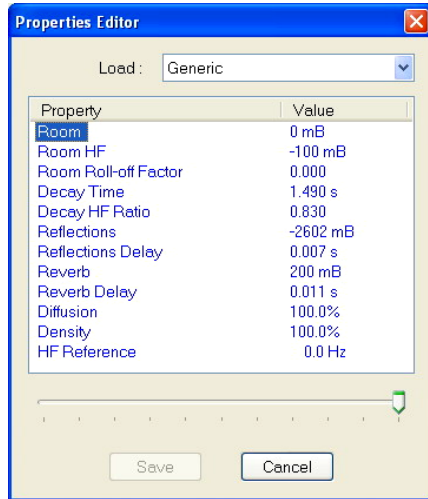 Properties Editor
Load : Generic
Property Value
Room 0 mB
Room HF -100 mB
Room Roll-off Factor 0.000
Decay Time 1.490 s
Decay HF Ratio 0.830
Reflections -2602 mB
Reflections Delay 0.007 s
Reverb 200 mB
Reverb Delay 0.011 s
Diffusion 100.0%
Density 100.0%
HF Reference 0.0 Hz
Save Cancel